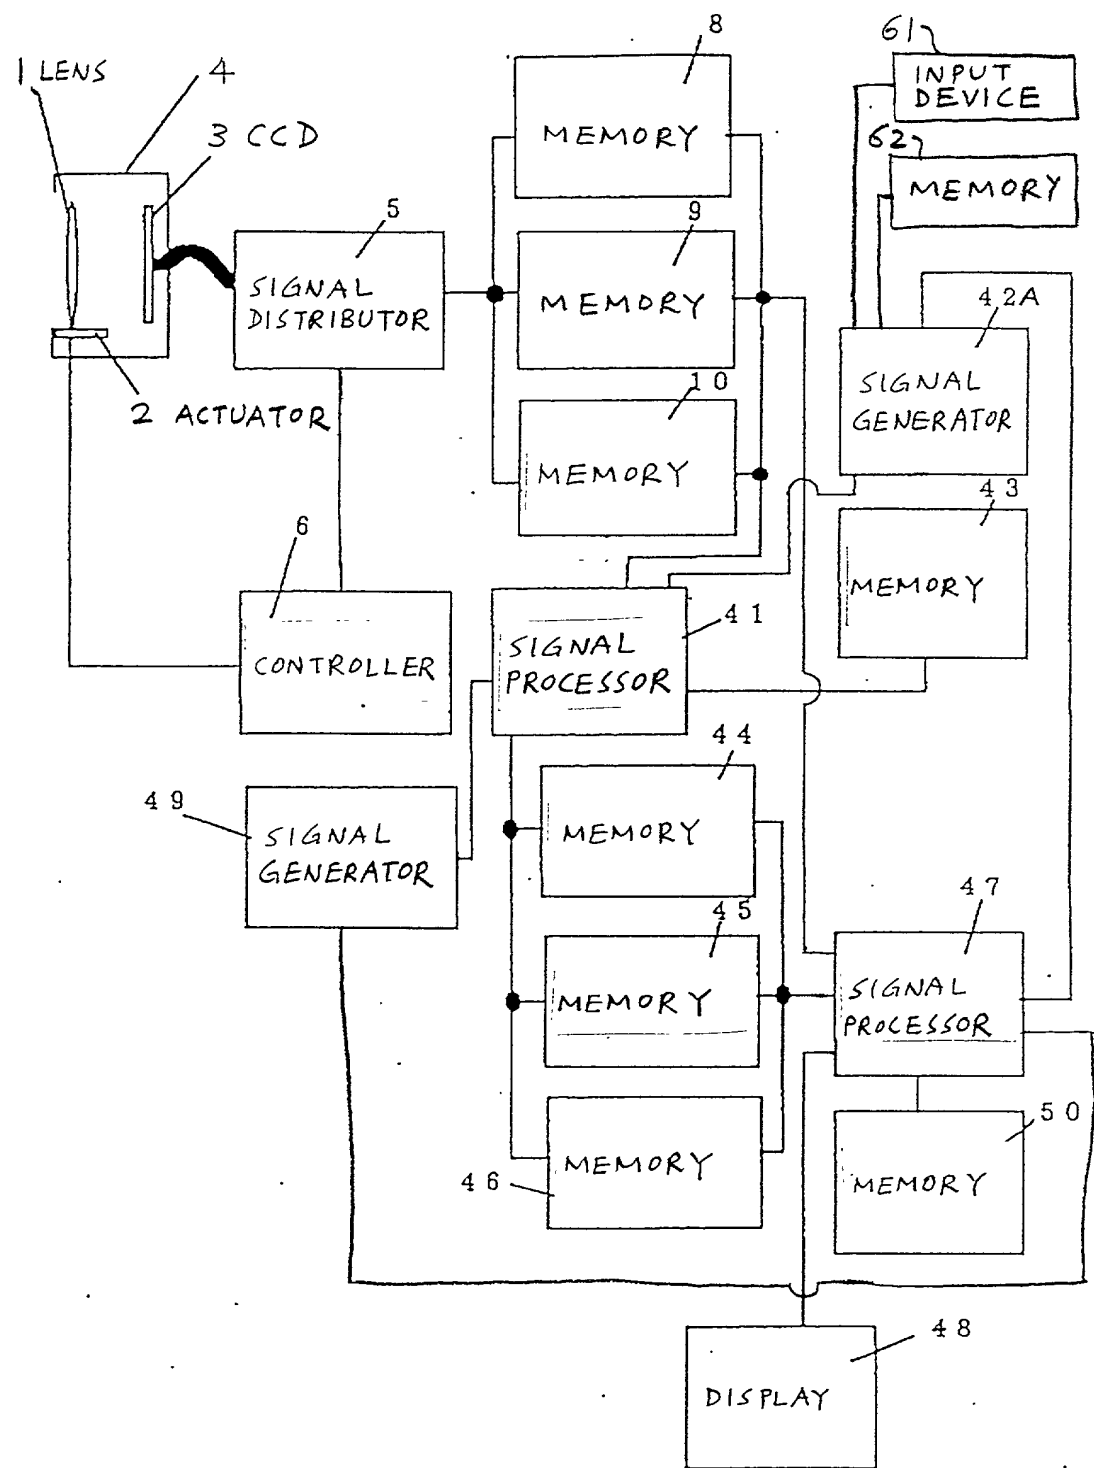 1 LENS
4
3 CCD
2 ACTUATOR
5
SIGNAL
DISTRIBUTOR
8
MEMORY
9
MEMORY
10
MEMORY
61
INPUT
DEVICE
62
MEMORY
42A
SIGNAL
GENERATOR
43
MEMORY
6
CONTROLLER
41
SIGNAL
PROCESSOR
49
SIGNAL
GENERATOR
44
MEMORY
45
MEMORY
46
MEMORY
47
SIGNAL
PROCESSOR
50
MEMORY
48
DISPLAY